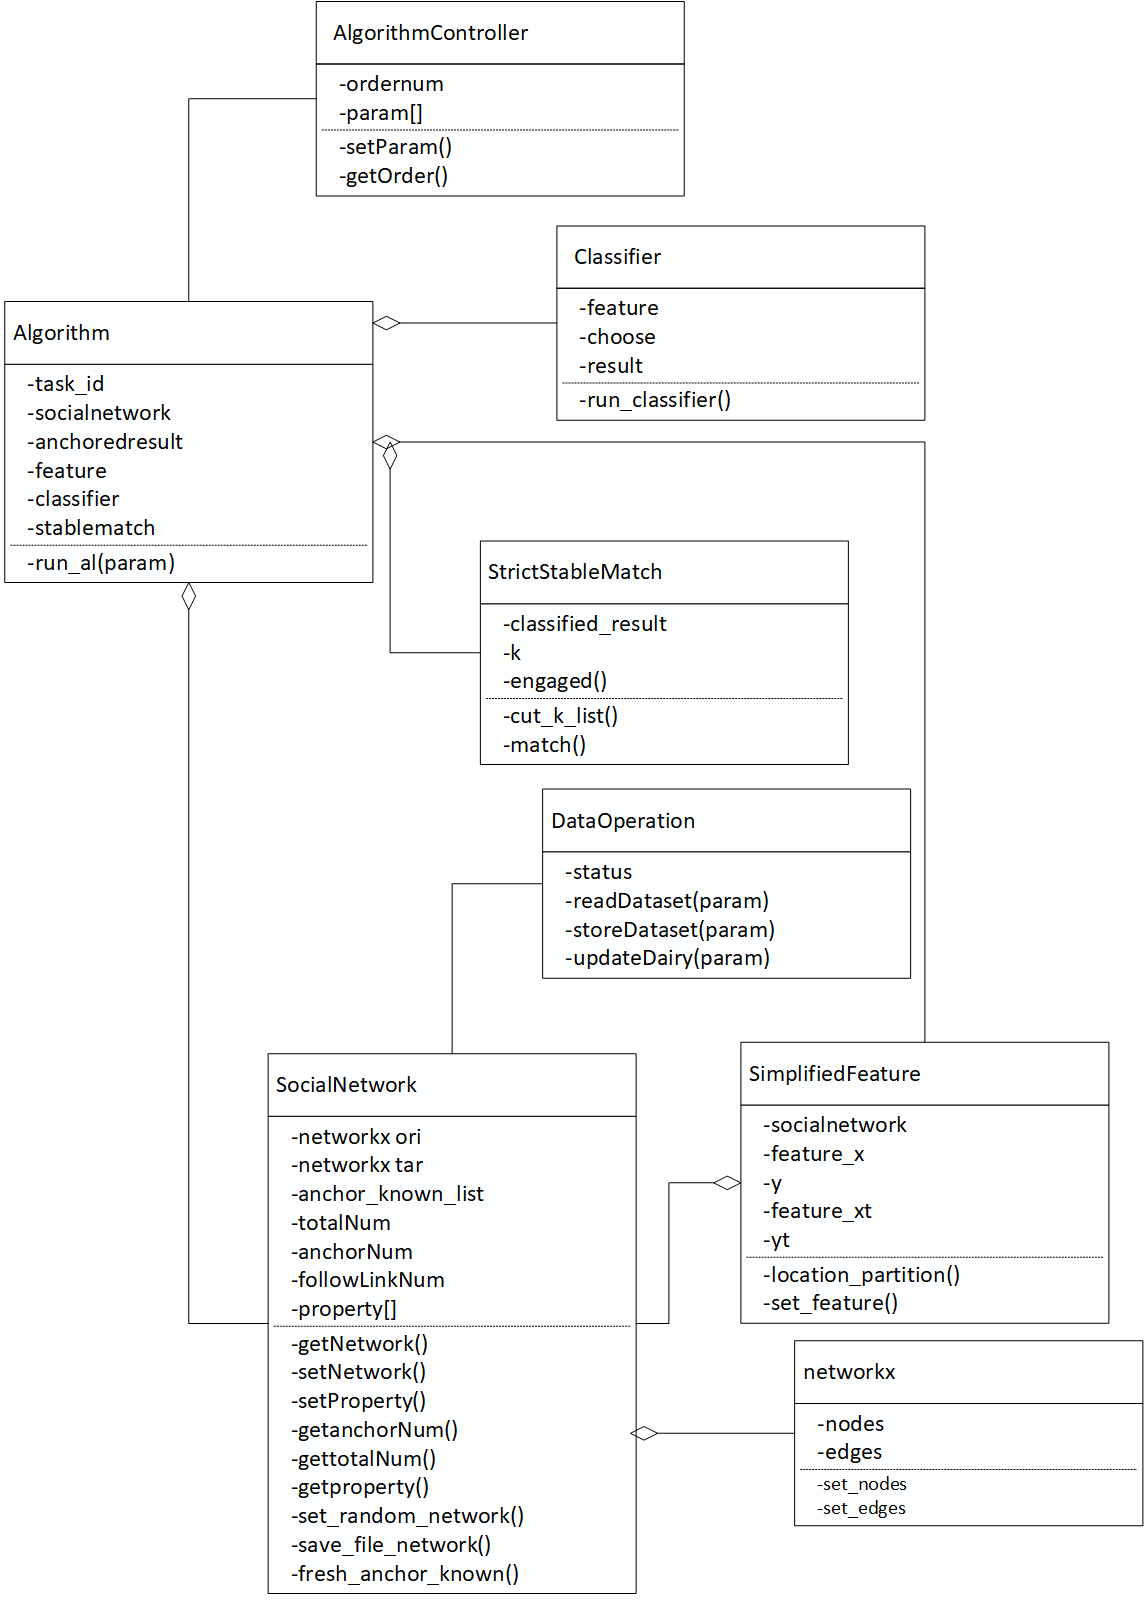 AlgorithmController
-ordernum
-param[]
-setParam()
-getOrder()
Classifier
-feature
-choose
-result
-run_classifier()
Algorithm
-task_id
-socialnetwork
-anchoredresult
-feature
-classifier
-stablematch
-run_al(param)
StrictStableMatch
-classified_result
-k
-engaged()
-cut_k_list()
-match()
DataOperation
-status
-readDataset(param)
-storeDataset(param)
-updateDairy(param)
SocialNetwork
-networkx ori
-networkx tar
-anchor_known_list
-totalNum
-anchorNum
-followLinkNum
-property[]
-getNetwork()
-setNetwork()
-setProperty()
-getanchorNum()
-gettotalNum()
-getproperty()
-set_random_network()
-save_file_network()
-fresh_anchor_known()
SimplifiedFeature
-socialnetwork
-feature_x
-y
-feature_xt
-yt
-location_partition()
-set_feature()
networkx
-nodes
-edges
-set_nodes
-set_edges